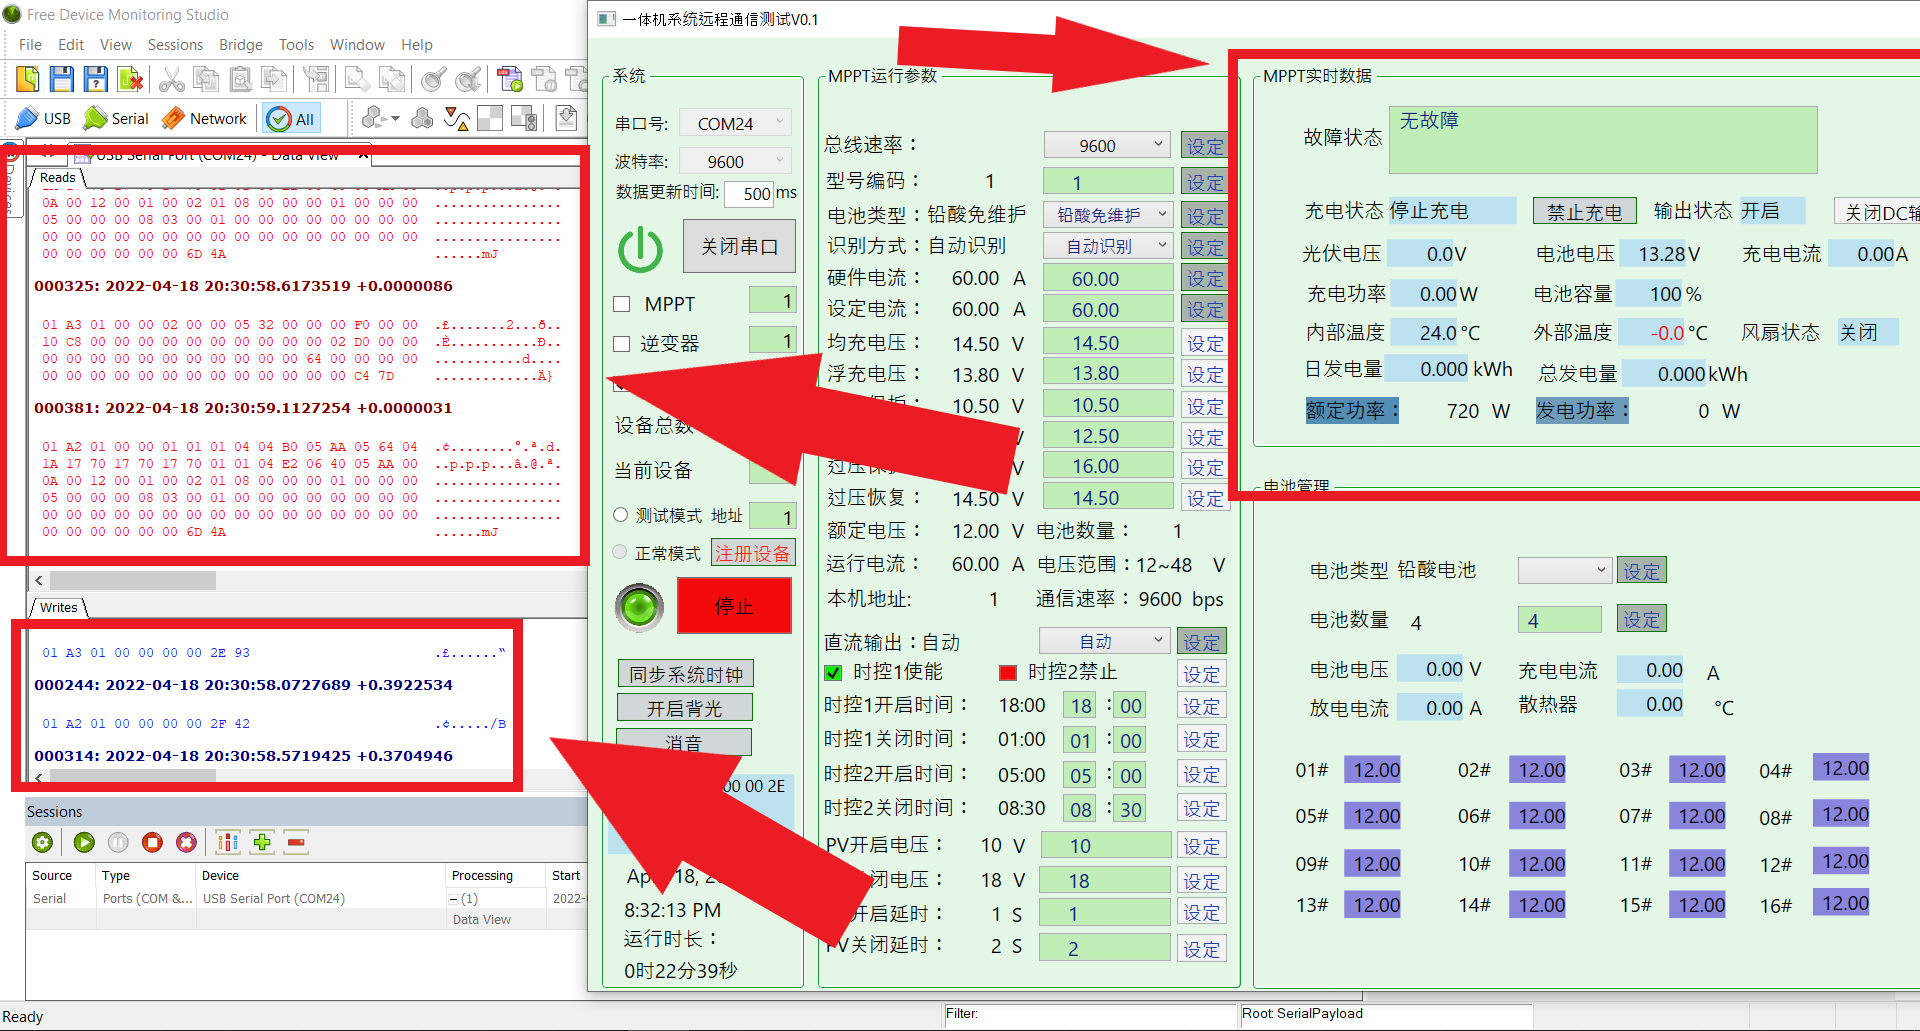 Free Device Monitoring Studio
File Edit View Sessions Bridge Tools Window Help
USB Serial Network All
USB Serial Port (COM24) - Data View
Reads
0A 00 12 00 01 00 02 01 08 00 00 00 01 00 00 00 ................
05 00 00 00 08 03 00 01 00 00 00 00 00 00 00 00 ................
00 00 00 00 00 00 00 00 00 00 00 00 00 00 00 00 ................
00 00 00 00 00 00 6D 4A ......mJ
000325: 2022-04-18 20:30:58.6173519 +0.0000086
01 A3 01 00 00 02 00 00 05 32 00 00 00 F0 00 00 .£.......2...ð..
10 C8 00 00 00 00 00 00 00 00 00 00 02 D0 00 00 .È...........Ð..
00 00 00 00 00 00 00 00 00 00 00 64 00 00 00 00 ...........d....
00 00 00 00 00 00 00 00 00 00 00 00 00 C4 7D .............Ä}
000381: 2022-04-18 20:30:59.1127254 +0.0000031
01 A2 01 00 00 01 01 01 04 04 B0 05 AA 05 64 04 .¢........°.ª.d.
1A 17 70 17 70 17 70 01 01 04 E2 06 40 05 AA 00 ..p.p.p...â.@.ª.
0A 00 12 00 01 00 02 01 08 00 00 00 01 00 00 00 ................
05 00 00 00 08 03 00 01 00 00 00 00 00 00 00 00 ................
00 00 00 00 00 00 00 00 00 00 00 00 00 00 00 00 ................
00 00 00 00 00 00 6D 4A ......mJ
Writes
01 A3 01 00 00 00 00 00 2E 93 .£......“
000244: 2022-04-18 20:30:58.0727689 +0.3922534
01 A2 01 00 00 00 00 00 2F 42 .¢....../B
000314: 2022-04-18 20:30:58.5719425 +0.3704946
Sessions
Source Type Device Processing Start
Serial Ports (COM &... USB Serial Port (COM24) (1) 2022-
Data View
Ready
Filter:
Root: SerialPayload
一体机系统远程通信测试V0.1
系统
串口号: COM24
波特率: 9600
数据更新时间: 500 ms
关闭串口
MPPT 1
逆变器 1
设备总数
当前设备
测试模式 地址 1
正常模式 注册设备
停止
同步系统时钟
开启背光
消音
00 00 2E
18, 2
8:32:13 PM
运行时长：
0时22分39秒
MPPT运行参数
总线速率： 9600 设定
型号编码： 1 1 设定
电池类型：铅酸免维护 铅酸免维护 设定
识别方式：自动识别 自动识别 设定
硬件电流： 60.00 A 60.00 设定
设定电流： 60.00 A 60.00 设定
均充电压： 14.50 V 14.50 设定
浮充电压： 13.80 V 13.80 设定
10.50 V 10.50 设定
V 12.50 设定
过压保护 V 16.00 设定
过压恢复： 14.50 V 14.50 设定
额定电压： 12.00 V 电池数量： 1
运行电流： 60.00 A 电压范围：12~48 V
本机地址: 1 通信速率：9600 bps
直流输出：自动 自动 设定
时控1使能 时控2禁止 设定
时控1开启时间： 18:00 18 : 00 设定
时控1关闭时间： 01:00 01 : 00 设定
时控2开启时间： 05:00 05 : 00 设定
时控2关闭时间： 08:30 08 : 30 设定
PV开启电压： 10 V 10 设定
闭电压： 18 V 18 设定
开启延时： 1 S 1 设定
PV关闭延时： 2 S 2 设定
MPPT实时数据
故障状态 无故障
充电状态 停止充电 禁止充电 输出状态 开启 关闭DC输
光伏电压 0.0V 电池电压 13.28V 充电电流 0.00A
充电功率 0.00W 电池容量 100%
内部温度 24.0℃ 外部温度 -0.0℃ 风扇状态 关闭
日发电量 0.000 kWh 总发电量 0.000kWh
额定功率： 720 W 发电功率： 0 W
电池管理
电池类型 铅酸电池 设定
电池数量 4 4 设定
电池电压 0.00 V 充电电流 0.00 A
放电电流 0.00 A 散热器 0.00 ℃
01# 12.00 02# 12.00 03# 12.00 04# 12.00
05# 12.00 06# 12.00 07# 12.00 08# 12.00
09# 12.00 10# 12.00 11# 12.00 12# 12.00
13# 12.00 14# 12.00 15# 12.00 16# 12.00